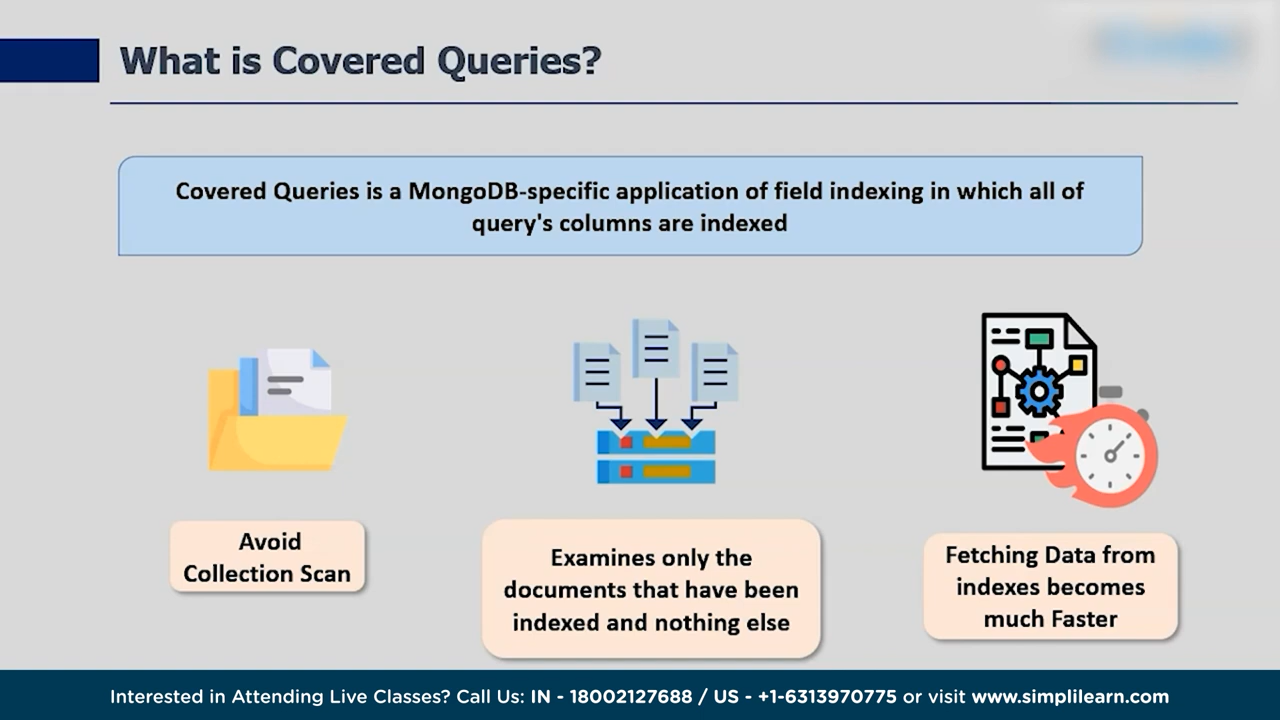 What is Covered Queries?
Covered Queries is a MongoDB-specific application of field indexing in which all of
query's columns are indexed
Avoid
Collection Scan
Examines only the
documents that have been
indexed and nothing else
Fetching Data from
indexes becomes
much Faster
Interested in Attending Live Classes? Call Us: IN - 18002127688 / US - +1-6313970775 or visit www.simplilearn.com